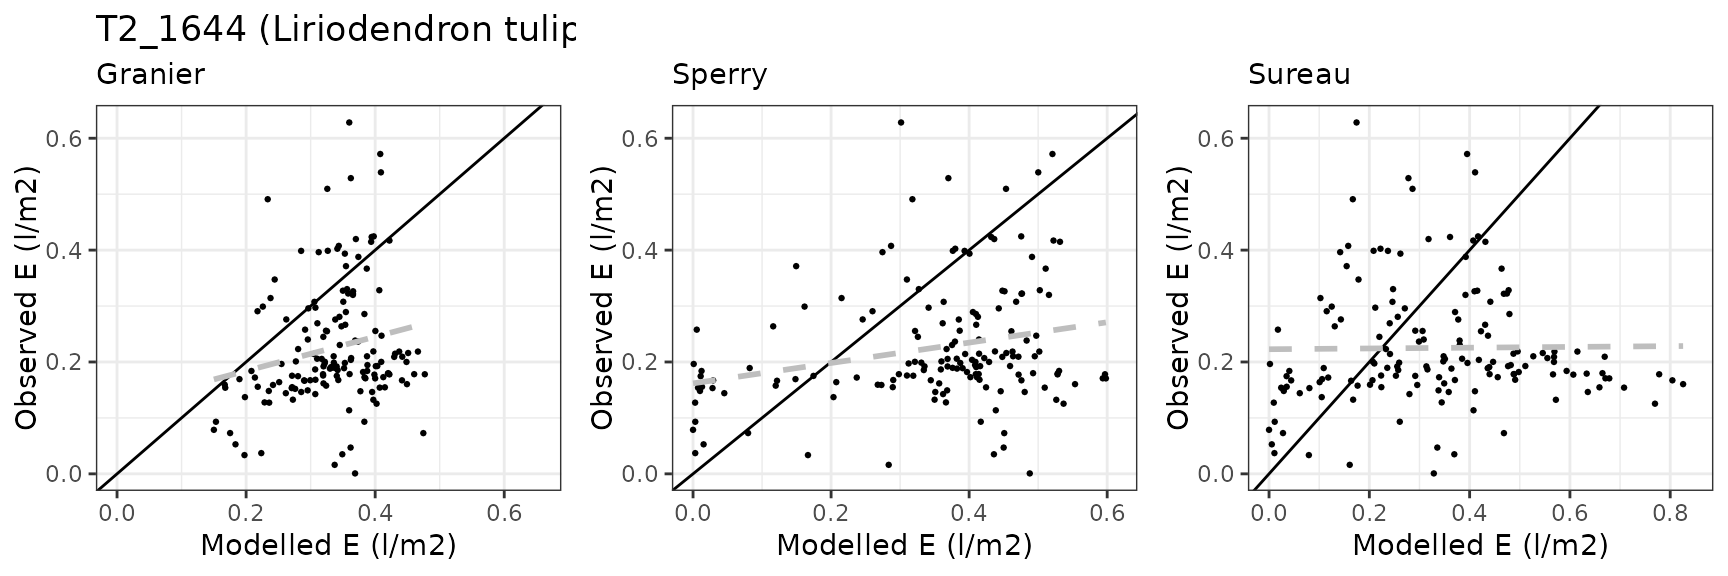 T2_1644 (Liriodendron tulip
Granier
Sperry
Sureau
Observed E (l/m2)
0.6
0.4
0.2
0.0
0.0 0.2 0.4 0.6
Modelled E (l/m2)
Observed E (l/m2)
0.6
0.4
0.2
0.0
0.0 0.2 0.4 0.6
Modelled E (l/m2)
Observed E (l/m2)
0.6
0.4
0.2
0.0
0.0 0.2 0.4 0.6 0.8
Modelled E (l/m2)